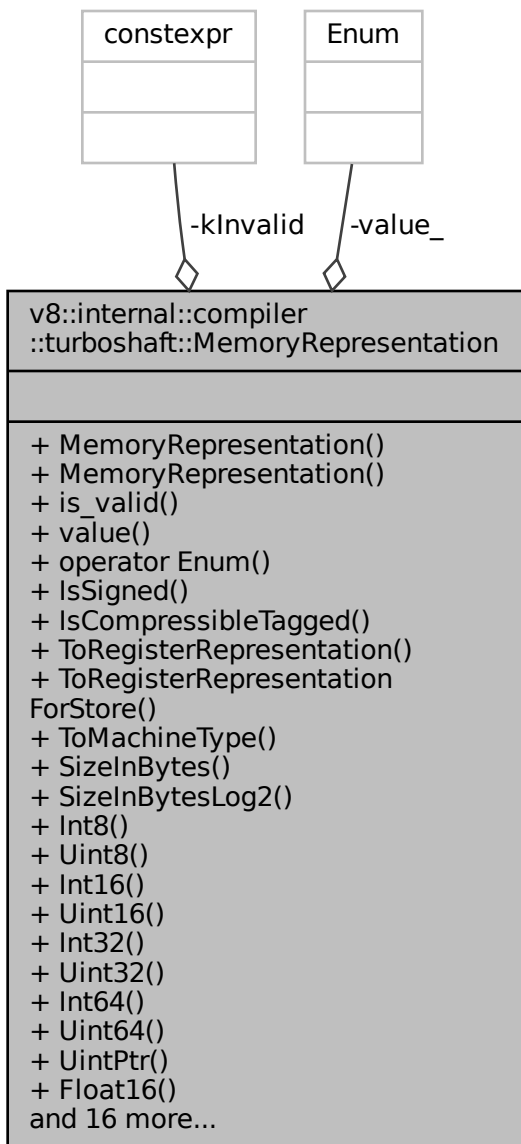 constexpr
Enum
-kInvalid
-value_
v8::internal::compiler
::turboshaft::MemoryRepresentation
+ MemoryRepresentation()
+ MemoryRepresentation()
+ is_valid()
+ value()
+ operator Enum()
+ IsSigned()
+ IsCompressibleTagged()
+ ToRegisterRepresentation()
+ ToRegisterRepresentation
ForStore()
+ ToMachineType()
+ SizeInBytes()
+ SizeInBytesLog2()
+ Int8()
+ Uint8()
+ Int16()
+ Uint16()
+ Int32()
+ Uint32()
+ Int64()
+ Uint64()
+ UintPtr()
+ Float16()
and 16 more...